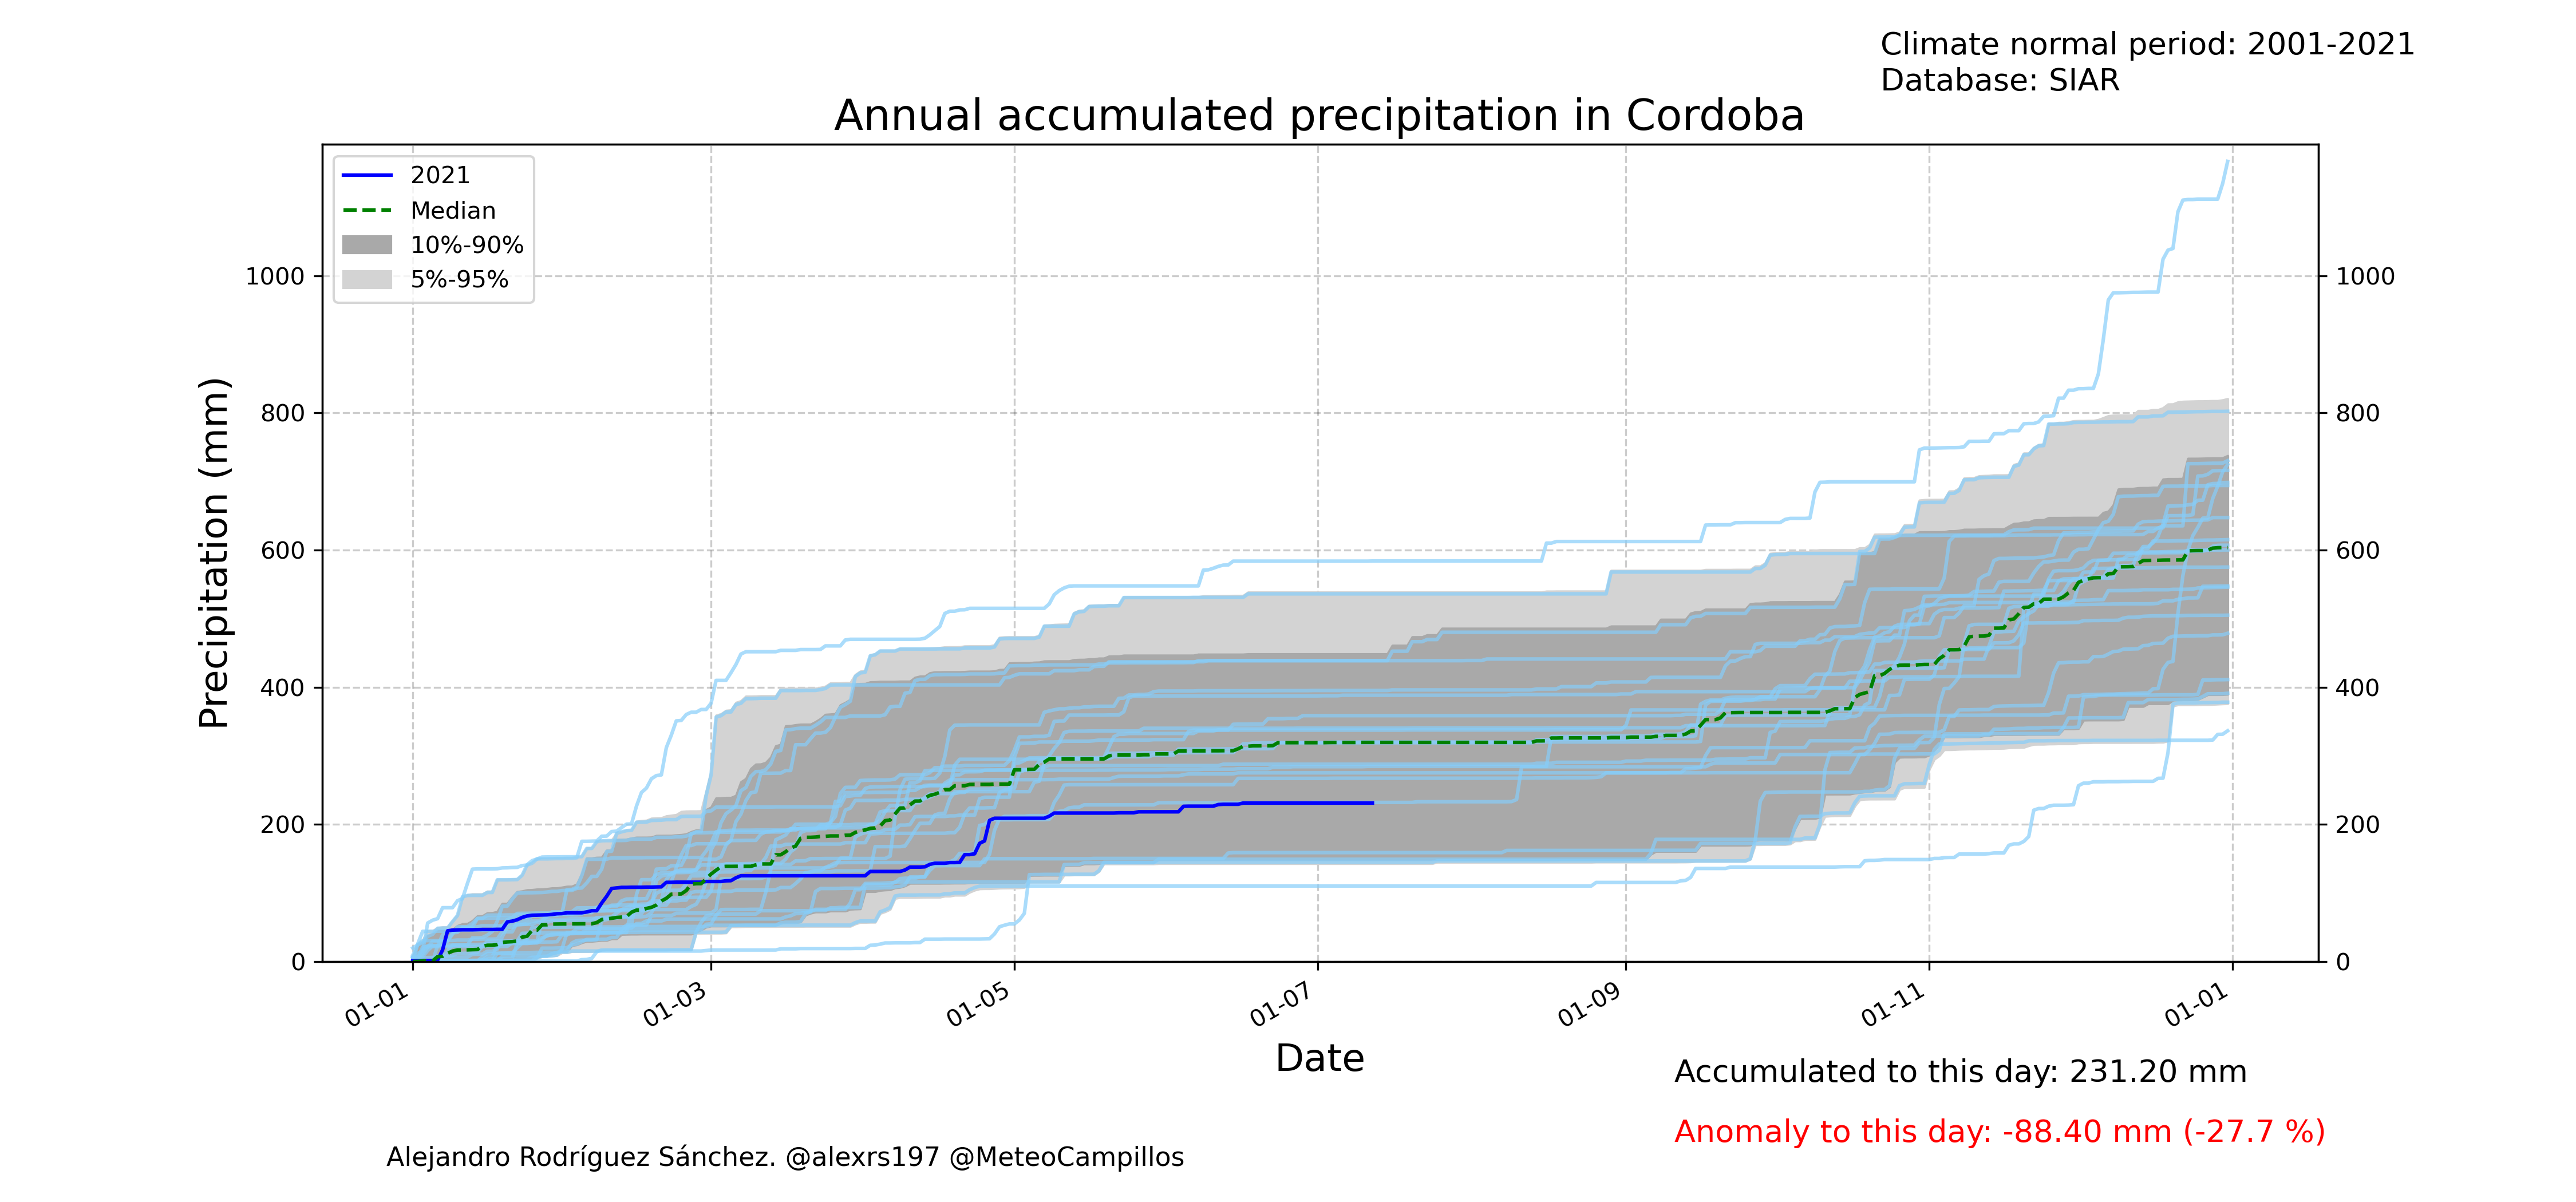 Climate normal period: 2001-2021
Database: SIAR
Annual accumulated precipitation in Cordoba
2021
Median
10%-90%
5%-95%
Precipitation (mm)
1000
800
600
400
200
0
1000
800
600
400
200
0
01-01
01-03
01-05
01-07
01-09
01-11
01-01
Date
Accumulated to this day: 231.20 mm
Anomaly to this day: -88.40 mm (-27.7 %)
Alejandro Rodríguez Sánchez. @alexrs197 @MeteoCampillos